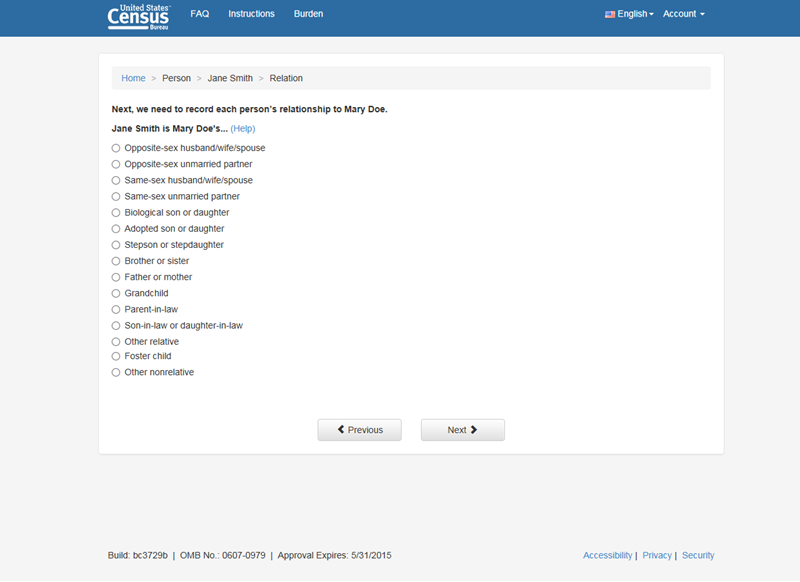 United States™
Census
Bureau
FAQ Instructions Burden English Account
Home > Person > Jane Smith > Relation
Next, we need to record each person's relationship to Mary Doe.
Jane Smith is Mary Doe's... (Help)
Opposite-sex husband/wife/spouse
Opposite-sex unmarried partner
Same-sex husband/wife/spouse
Same-sex unmarried partner
Biological son or daughter
Adopted son or daughter
Stepson or stepdaughter
Brother or sister
Father or mother
Grandchild
Parent-in-law
Son-in-law or daughter-in-law
Other relative
Foster child
Other nonrelative
Previous Next
Build: bc3729b | OMB No.: 0607-0979 | Approval Expires: 5/31/2015 Accessibility | Privacy | Security